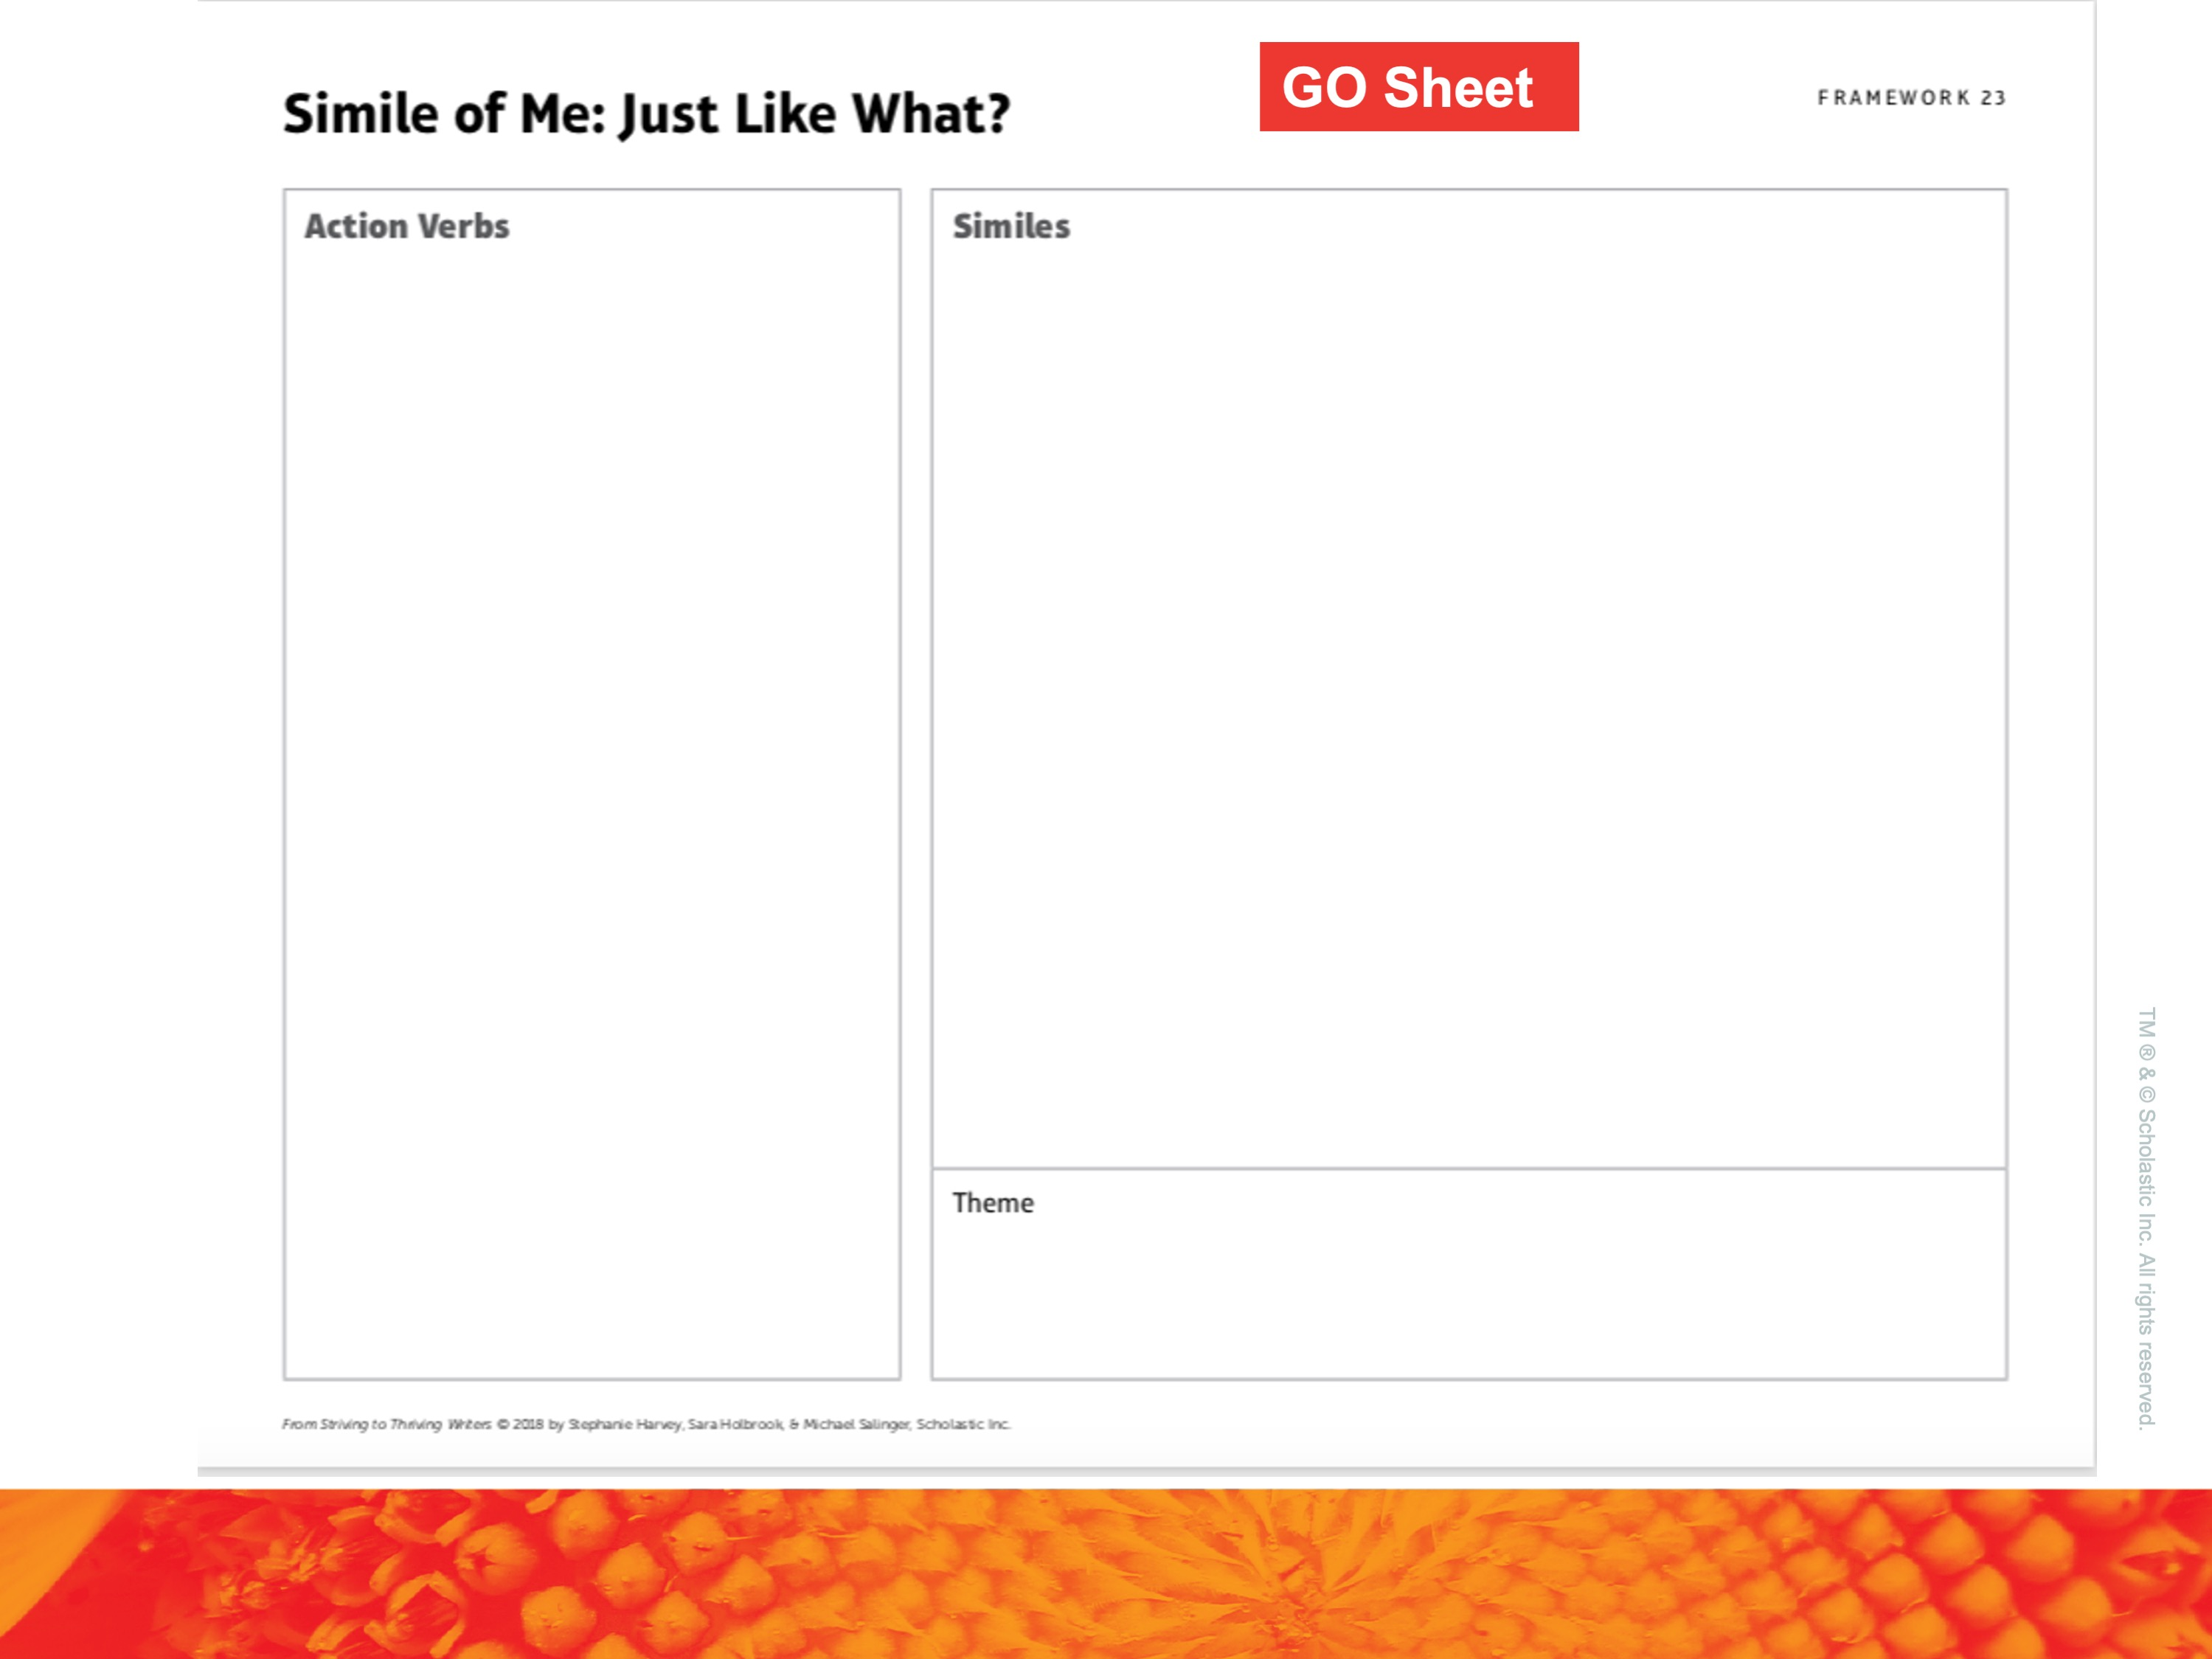 Simile of Me: Just Like What?
GO Sheet
FRAMEWORK 23
Action Verbs
Similes
Theme
From Striving to Thriving Writers © 2018 by Stephanie Harvey, Sara Holbrook, & Michael Salinger, Scholastic Inc.
TM ® & © Scholastic Inc. All rights reserved.